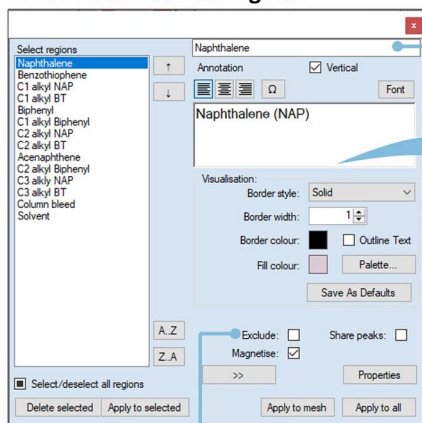 x
Select regions
Naphthalene
Benzothiophene
C1 alkyl NAP
C1 alkyl BT
Biphenyl
C1 alkyl Biphenyl
C2 alkyl NAP
C2 alkyl BT
Acenaphthene
C2 alkyl Biphenyl
C3 alkly NAP
C3 alkyl BT
Column bleed
Solvent
↑
↓
A..Z
Z..A
Select/deselect all regions
Delete selected
Apply to selected
Naphthalene
Annotation
Vertical
Ω
Font
Naphthalene (NAP)
Visualisation:
Border style: Solid
Border width: 1
Border colour: Outline Text
Fill colour: Palette...
Save As Defaults
Exclude: Share peaks:
Magnetise:
>> Properties
Apply to mesh Apply to all